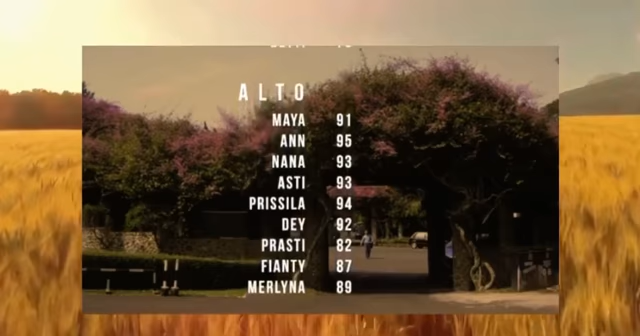 ALTO
MAYA 91
ANN 95
NANA 93
ASTI 93
PRISSILA 94
DEY 92
PRASTI 82
FIANTY 87
MERLYNA 89